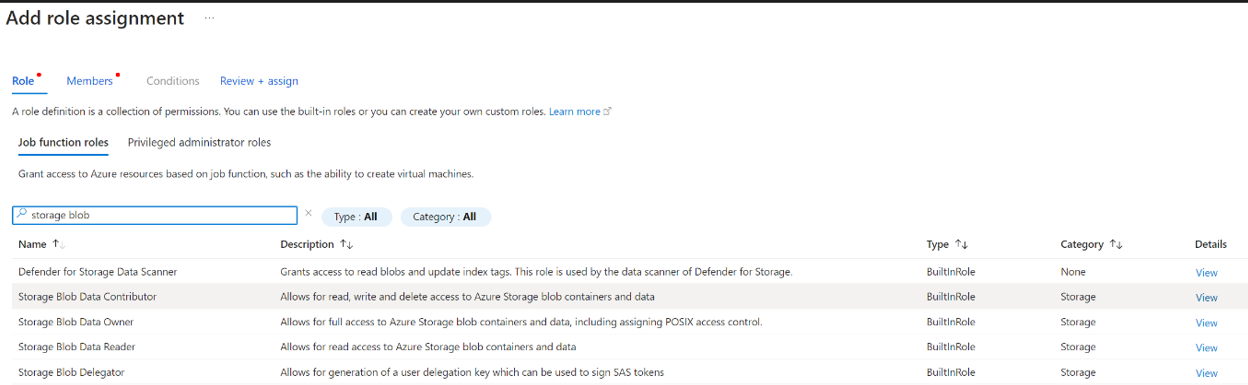 Add role assignment ...
Role Members Conditions Review + assign
A role definition is a collection of permissions. You can use the built-in roles or you can create your own custom roles. Learn more
Job function roles Privileged administrator roles
Grant access to Azure resources based on job function, such as the ability to create virtual machines.
storage blob × Type : All Category : All
Name ↑↓ Description ↑↓ Type ↑↓ Category ↑↓ Details
Defender for Storage Data Scanner Grants access to read blobs and update index tags. This role is used by the data scanner of Defender for Storage. BuiltInRole None View
Storage Blob Data Contributor Allows for read, write and delete access to Azure Storage blob containers and data BuiltInRole Storage View
Storage Blob Data Owner Allows for full access to Azure Storage blob containers and data, including assigning POSIX access control. BuiltInRole Storage View
Storage Blob Data Reader Allows for read access to Azure Storage blob containers and data BuiltInRole Storage View
Storage Blob Delegator Allows for generation of a user delegation key which can be used to sign SAS tokens BuiltInRole Storage View